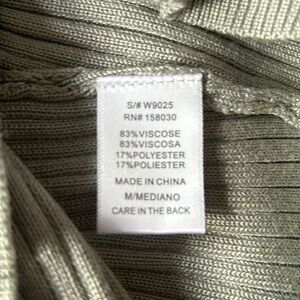 S/# W9025
RN# 158030
83%VISCOSE
83%VISCOSA
17%POLYESTER
17%POLIESTER
MADE IN CHINA
M/MEDIANO
CARE IN THE BACK